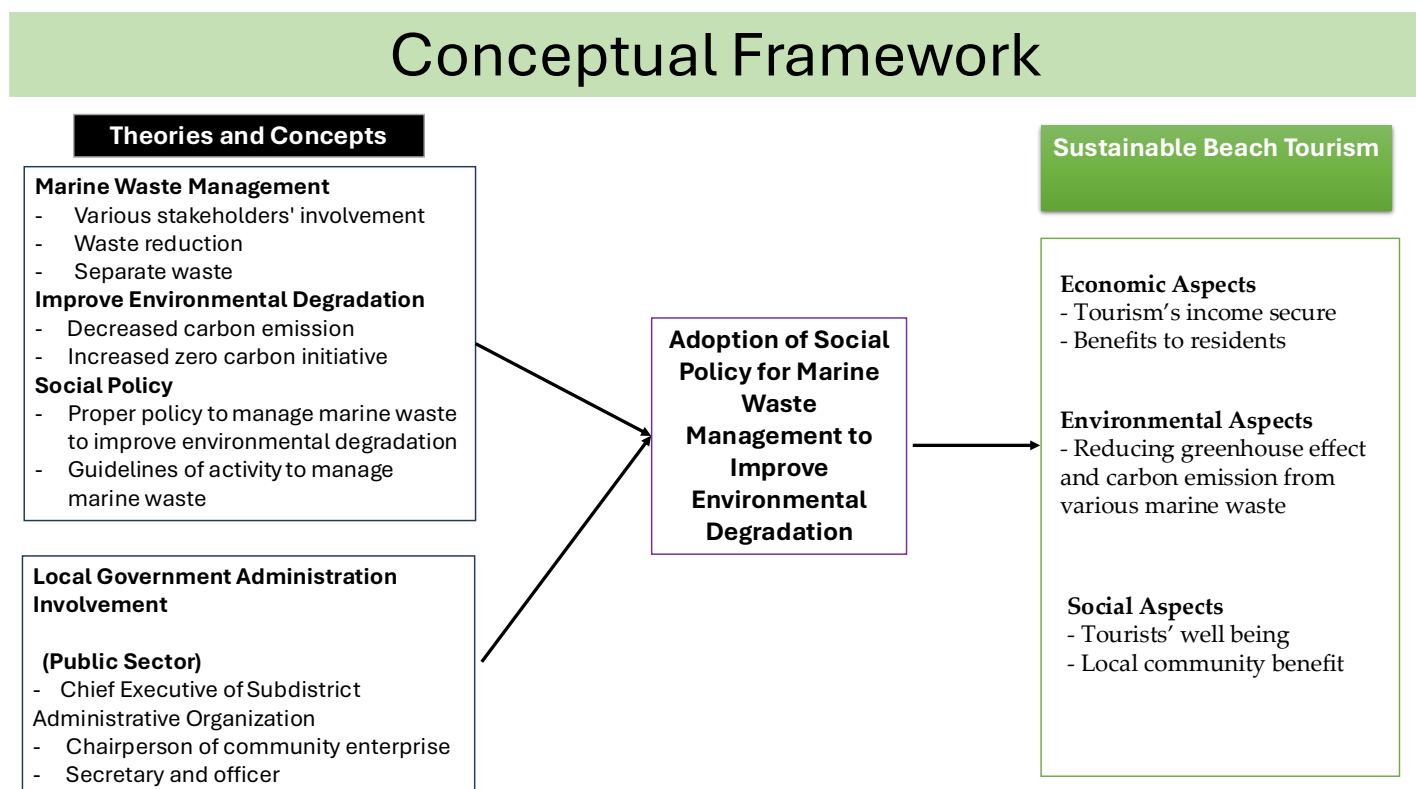 Conceptual Framework
Theories and Concepts
Marine Waste Management
- Various stakeholders' involvement
- Waste reduction
- Separate waste
Improve Environmental Degradation
- Decreased carbon emission
- Increased zero carbon initiative
Social Policy
- Proper policy to manage marine waste
to improve environmental degradation
- Guidelines of activity to manage
marine waste
Local Government Administration
Involvement
(Public Sector)
- Chief Executive of Subdistrict
Administrative Organization
- Chairperson of community enterprise
- Secretary and officer
Adoption of Social
Policy for Marine
Waste
Management to
Improve
Environmental
Degradation
Sustainable Beach Tourism
Economic Aspects
- Tourism’s income secure
- Benefits to residents
Environmental Aspects
- Reducing greenhouse effect
and carbon emission from
various marine waste
Social Aspects
- Tourists’ well being
- Local community benefit